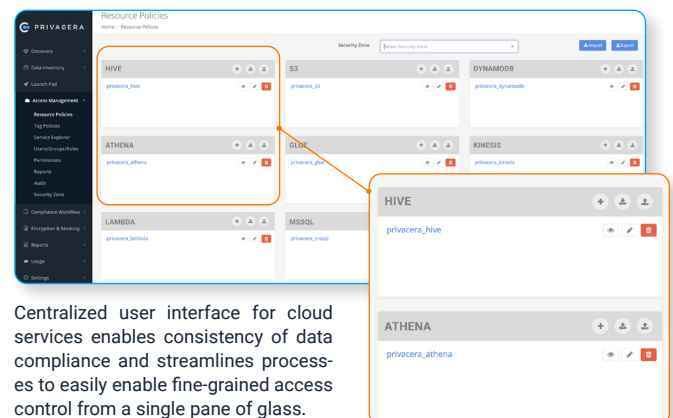 Resource Policies
PRIVACERA
Home / Resource Policies
Security Zone
Select Security Zone
Import
Export
Discovery
Data Inventory
Launch Pad
Access Management
Resource Policies
Tag Policies
Service Explorer
Users/Groups/Roles
Permissions
Reports
Audit
Security Zone
Compliance Workflow
Encryption & Masking
Reports
Usage
Settings
HIVE
privacera_hive
S3
privacera_s3
DYNAMODB
privacera_dynamodb
ATHENA
privacera_athena
GLUE
privacera_glue
KINESIS
privacera_kinesis
LAMBDA
privacera_lambda
MSSQL
privacera_mssql
HIVE
privacera_hive
ATHENA
privacera_athena
Centralized user interface for cloud
services enables consistency of data
compliance and streamlines process-
es to easily enable fine-grained access
control from a single pane of glass.